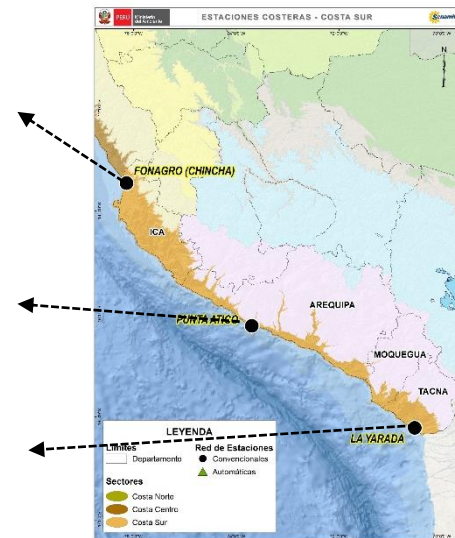 PERÚ Ministerio del Ambiente
ESTACIONES COSTERAS - COSTA SUR
Senamhi
N
FONAGRO (CHINCHA)
ICA
PUNTA ATICO
AREQUIPA
MOQUEGUA
TACNA
LA YARADA
LEYENDA
Límites
Departamento
Red de Estaciones
Convencionales
Automáticas
Sectores
Costa Norte
Costa Centro
Costa Sur